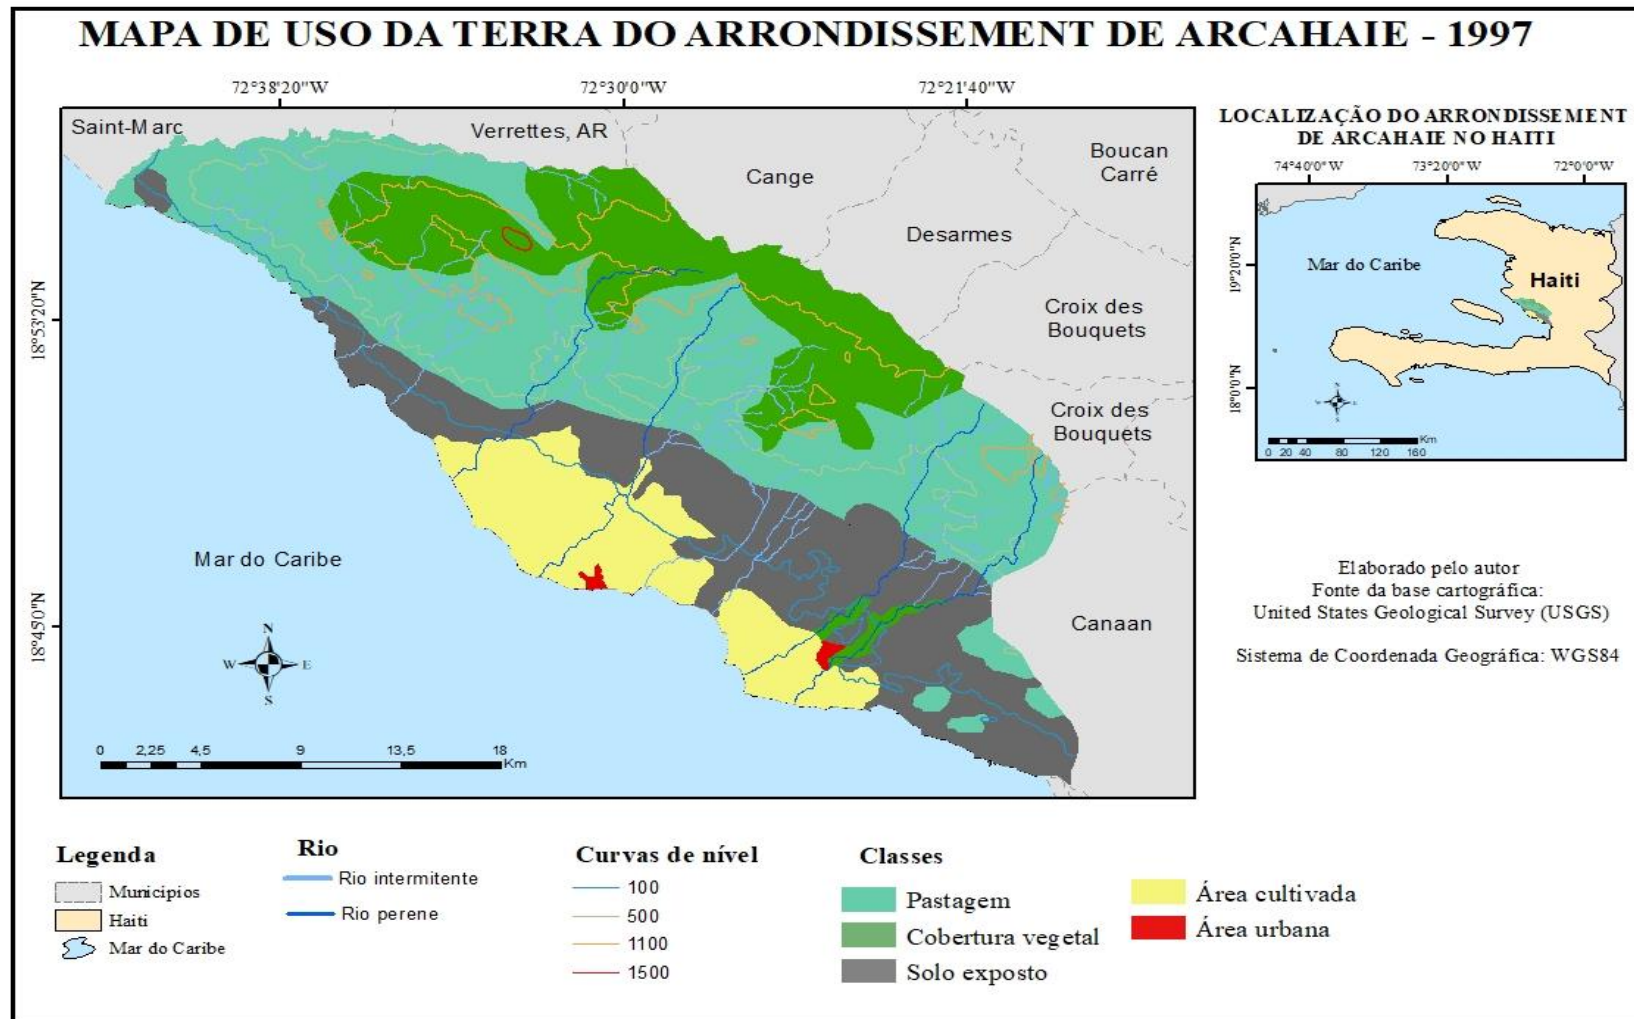 MAPA DE USO DA TERRA DO ARRONDISSEMENT DE ARCAHAIE - 1997
72°38'20"W
72°30'0"W
72°21'40"W
18°53'20"N
18°45'0"N
Saint-Marc
Verrettes, AR
Cange
Boucan
Carré
Desarmes
Croix des
Bouquets
Croix des
Bouquets
Canaan
Mar do Caribe
N
W
E
S
0 2,25 4,5 9 13,5 18
Km
LOCALIZAÇÃO DO ARRONDISSEMENT
DE ARCAHAIE NO HAITI
74°40'0"W
73°20'0"W
72°0'0"W
19°20'0"N
18°0'0"N
Mar do Caribe
Haiti
N
W
E
S
0 20 40 80 120 160
Km
Elaborado pelo autor
Fonte da base cartográfica:
United States Geological Survey (USGS)
Sistema de Coordenada Geográfica: WGS84
Legenda
Municipios
Haiti
Mar do Caribe
Rio
Rio intermitente
Rio perene
Curvas de nível
100
500
1100
1500
Classes
Pastagem
Cobertura vegetal
Solo exposto
Área cultivada
Área urbana